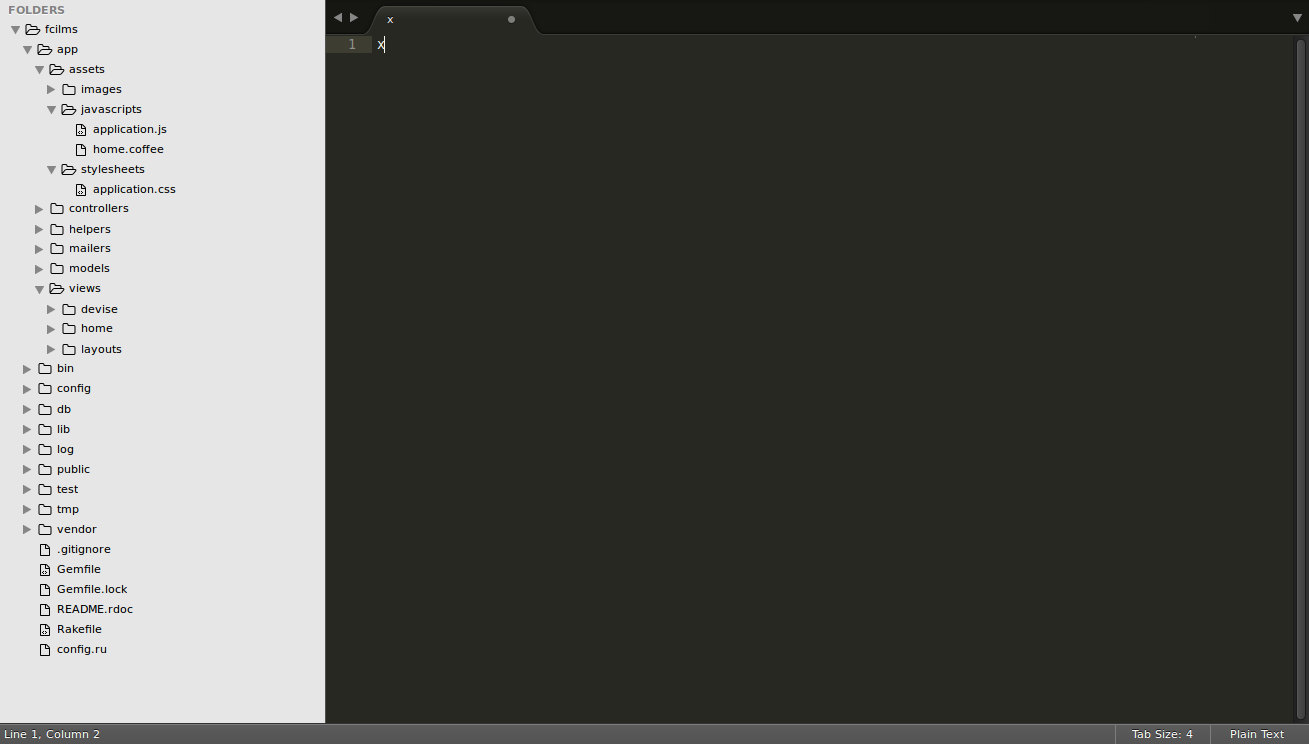 FOLDERS
fcilms
app
assets
images
javascripts
application.js
home.coffee
stylesheets
application.css
controllers
helpers
mailers
models
views
devise
home
layouts
bin
config
db
lib
log
public
test
tmp
vendor
.gitignore
Gemfile
Gemfile.lock
README.rdoc
Rakefile
config.ru
x
1 x
Line 1, Column 2
Tab Size: 4
Plain Text